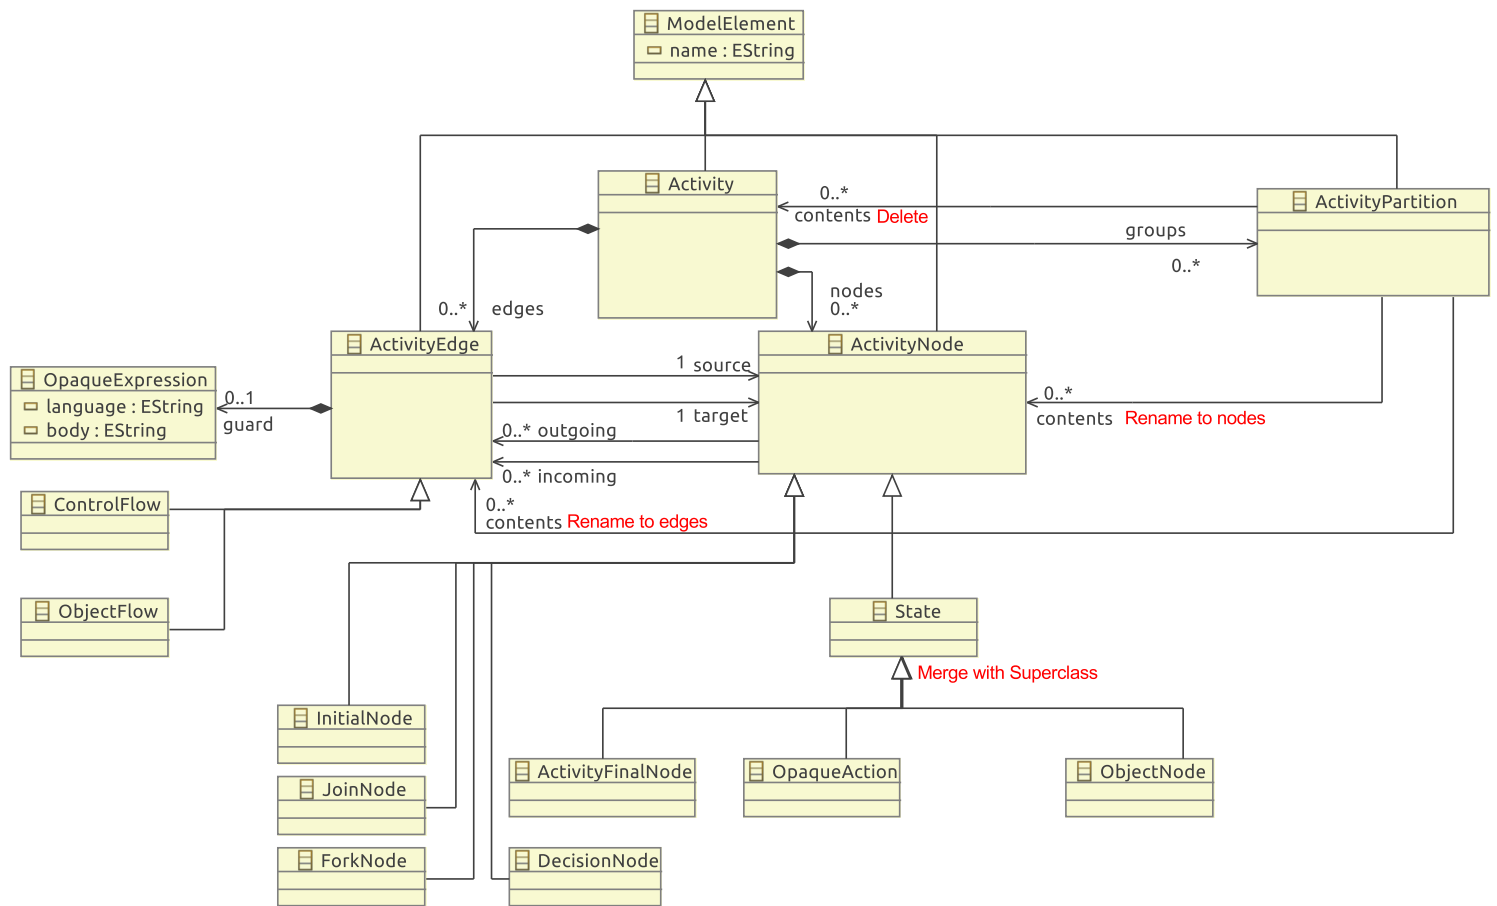 ModelElement
name : EString
Activity
0..*
contents Delete
ActivityPartition
groups
0..*
nodes
0..*
0..* edges
ActivityEdge
ActivityNode
1 source
OpaqueExpression
language : EString
body : EString
0..1
guard
1 target
0..*
contents Rename to nodes
0..* outgoing
0..* incoming
ControlFlow
0..*
contents Rename to edges
ObjectFlow
State
Merge with Superclass
InitialNode
ActivityFinalNode
OpaqueAction
ObjectNode
JoinNode
ForkNode
DecisionNode